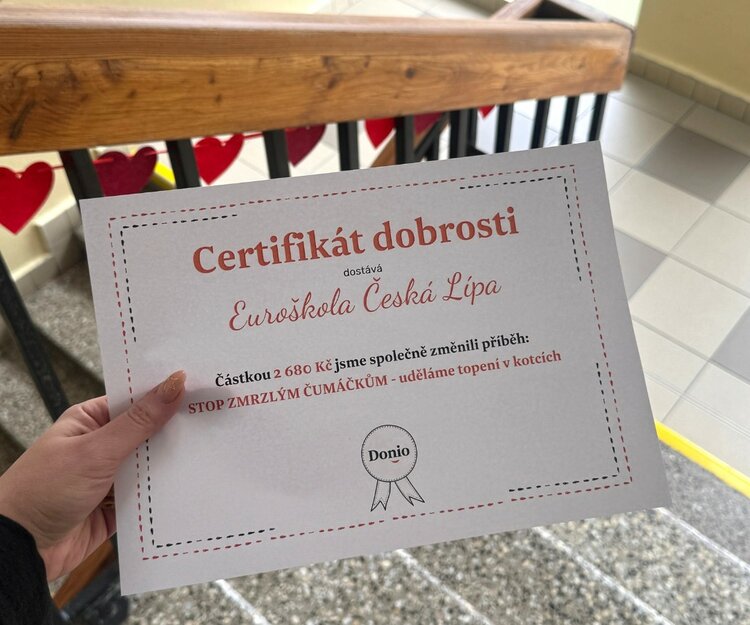 Certifikát dobrosti
dostává
Euroškola Česká Lípa
Částkou 2 680 Kč jsme společně změnili příběh:
STOP ZMRZLÝM ČUMÁČKŮM - uděláme topení v kotcích
Donio